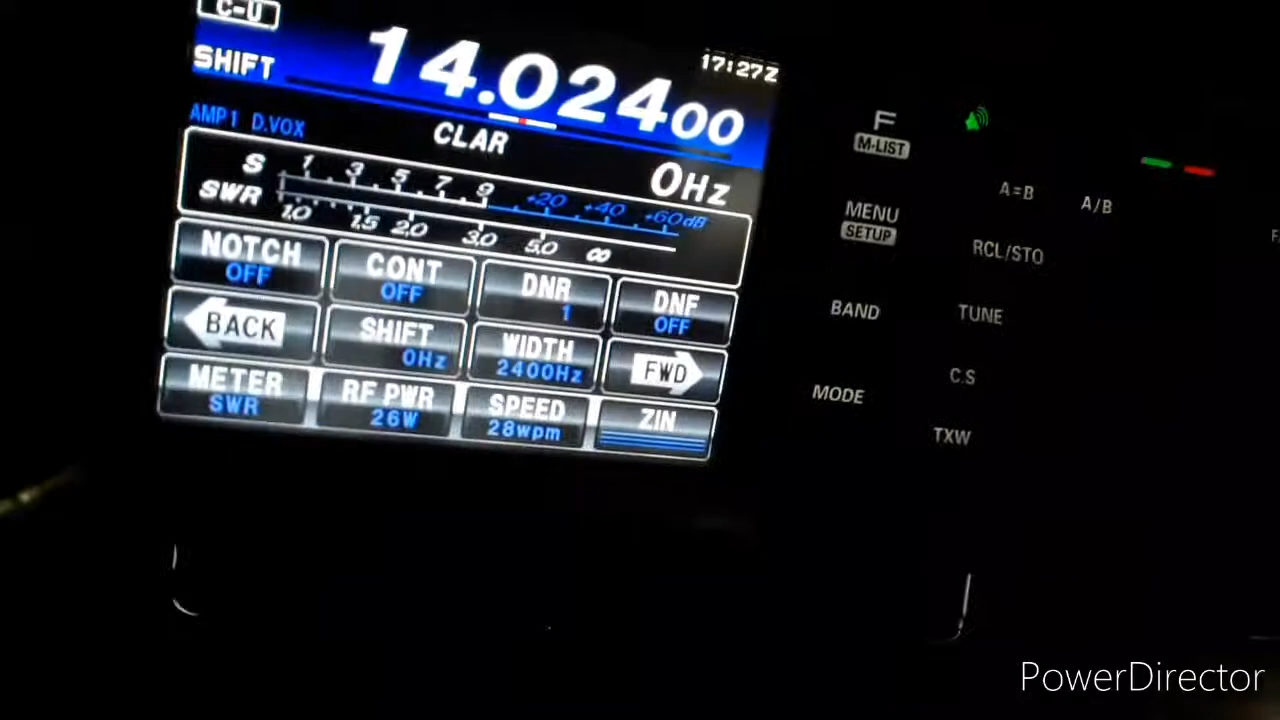 C-U
17:27Z
SHIFT
14.02400
AMP1 D.VOX
CLAR
0Hz
S 1 3 5 7 9 +20 +40 +60dB
SWR 1.0 1.5 2.0 3.0 5.0 ∞
NOTCH CONT DNR DNF
OFF OFF 1 OFF
BACK SHIFT WIDTH FWD
0Hz 2400Hz
METER RF PWR SPEED ZIN
SWR 26W 28wpm
F
M-LIST
A=B A/B
MENU
SETUP
RCL/STO
BAND TUNE
C.S
MODE
TXW
PowerDirector